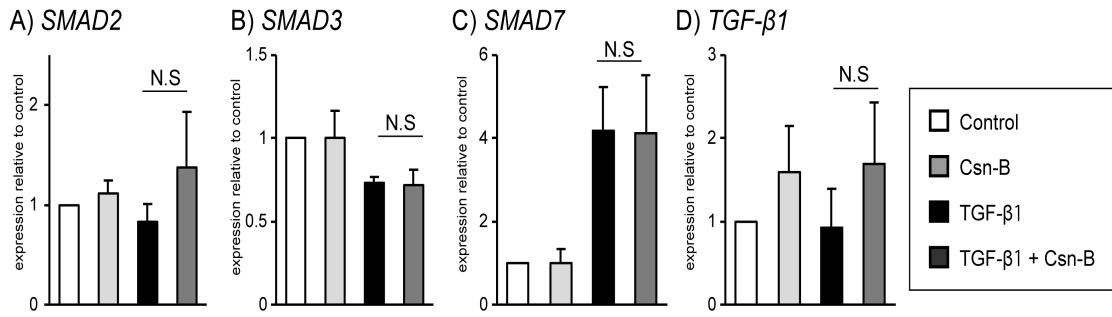 A) SMAD2
expression relative to control
2
1
0
N.S
B) SMAD3
expression relative to control
1.5
1
0.5
0
N.S
C) SMAD7
expression relative to control
6
4
2
0
N.S
D) TGF-β1
expression relative to control
3
2
1
0
N.S
Control
Csn-B
TGF-β1
TGF-β1 + Csn-B